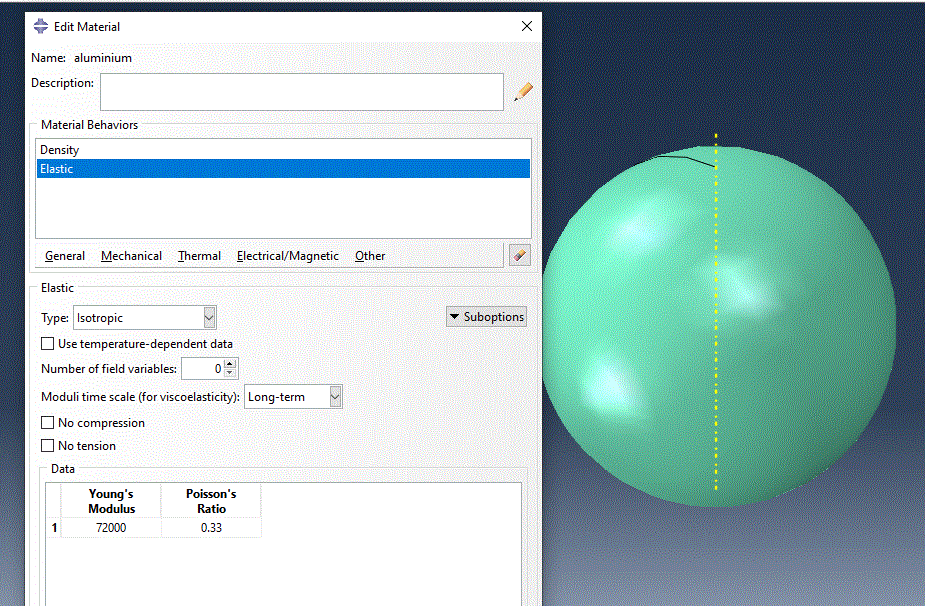 Edit Material
Name: aluminium
Description:
Material Behaviors
Density
Elastic
General Mechanical Thermal Electrical/Magnetic Other
Elastic
Type: Isotropic Suboptions
Use temperature-dependent data
Number of field variables: 0
Moduli time scale (for viscoelasticity): Long-term
No compression
No tension
Data
Young's Poisson's
Modulus Ratio
1 72000 0.33